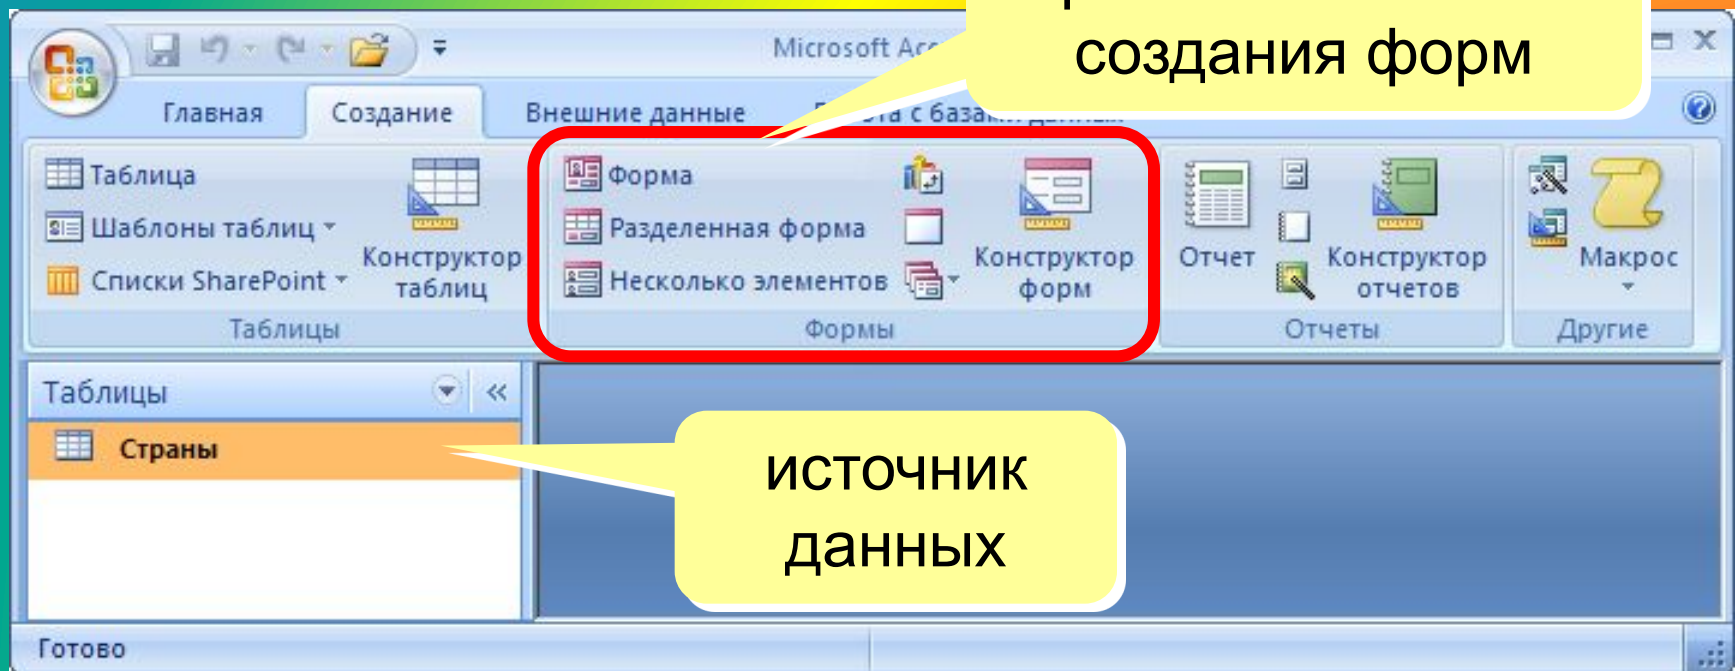 создания форм
Microsoft
Главная
Создание
Внешние данные
Таблица
Шаблоны таблиц
Списки SharePoint
Конструктор
таблиц
Таблицы
Форма
Разделенная форма
Несколько элементов
Конструктор
форм
Формы
Отчет
Конструктор
отчетов
Отчеты
Макрос
Другие
Таблицы
Страны
источник
данных
Готово